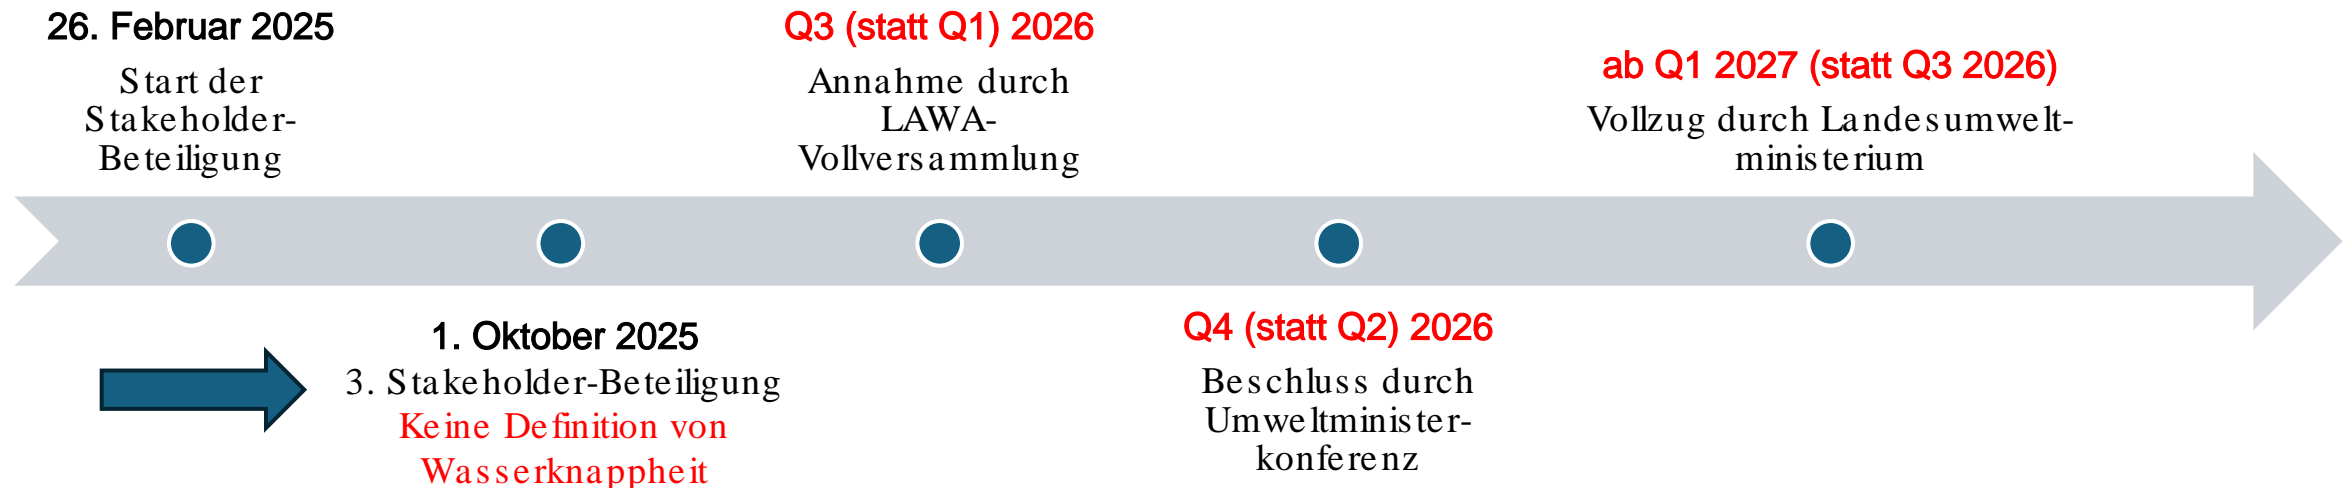 26. Februar 2025
Start der
Stakeholder-
Beteiligung
1. Oktober 2025
3. Stakeholder-Beteiligung
Keine Definition von
Wasserknappheit
Q3 (statt Q1) 2026
Annahme durch
LAWA-
Vollversammlung
Q4 (statt Q2) 2026
Beschluss durch
Umweltminister-
konferenz
ab Q1 2027 (statt Q3 2026)
Vollzug durch Landesumwelt-
ministerium